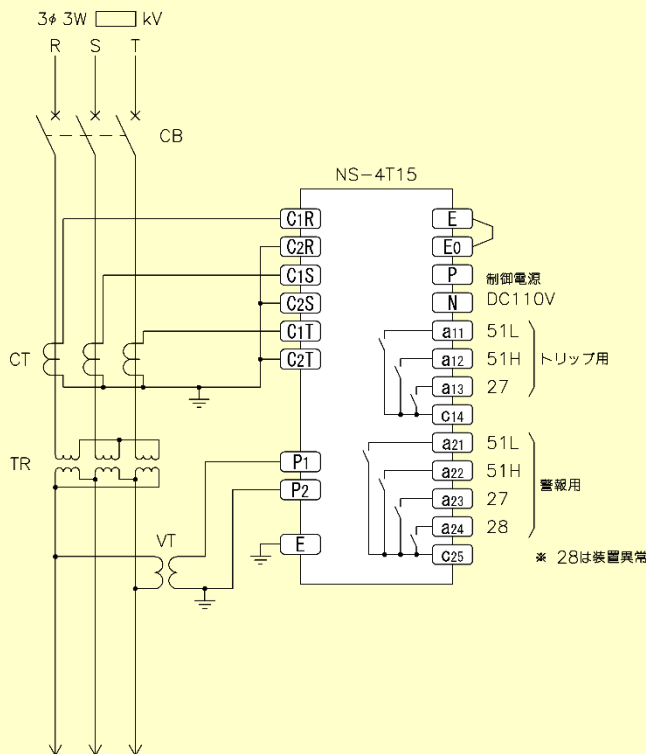 3φ 3W kV
R S T
CB
NS-4T15
C1R
C2R
C1S
C2S
C1T
C2T
E
E0
P 制御電源
N DC110V
a11 51L
a12 51H トリップ用
a13 27
c14
CT
TR
P1
P2
VT
E
a21 51L
a22 51H
a23 27 警報用
a24 28
c25 ※ 28は装置異常